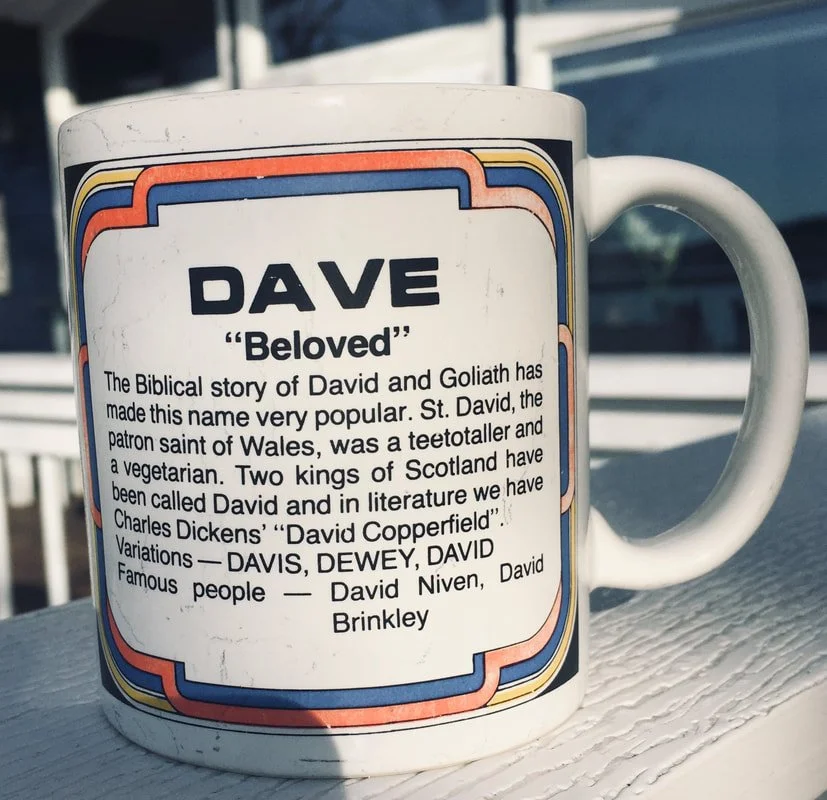 DAVE
“Beloved”
The Biblical story of David and Goliath has
made this name very popular. St. David, the
patron saint of Wales, was a teetotaller and
a vegetarian. Two kings of Scotland have
been called David and in literature we have
Charles Dickens’ “David Copperfield”.
Variations — DAVIS, DEWEY, DAVID
Famous people — David Niven, David
Brinkley